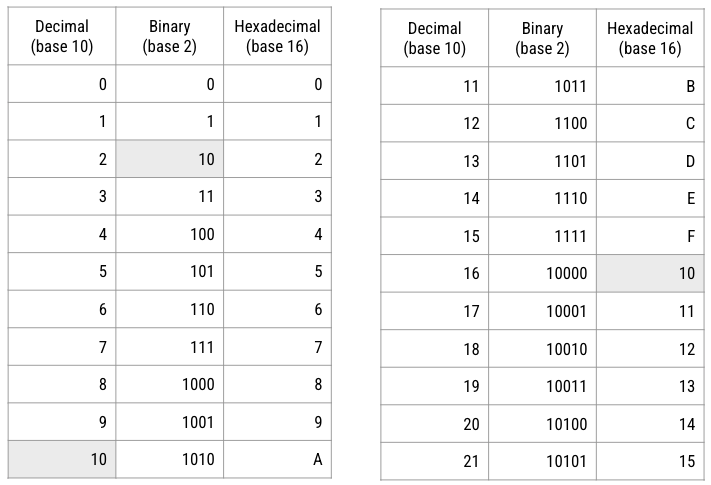 Decimal (base 10) Binary (base 2) Hexadecimal (base 16)
0 0 0
1 1 1
2 10 2
3 11 3
4 100 4
5 101 5
6 110 6
7 111 7
8 1000 8
9 1001 9
10 1010 A
Decimal (base 10) Binary (base 2) Hexadecimal (base 16)
11 1011 B
12 1100 C
13 1101 D
14 1110 E
15 1111 F
16 10000 10
17 10001 11
18 10010 12
19 10011 13
20 10100 14
21 10101 15